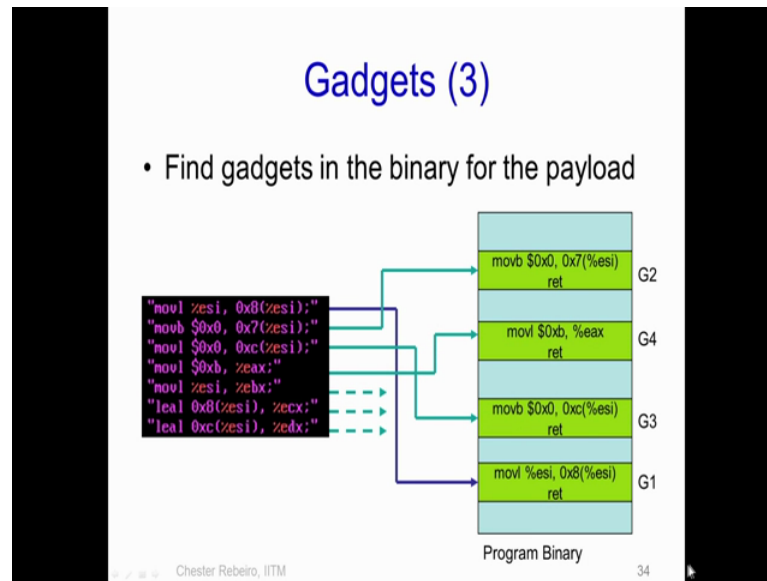 Gadgets (3)
• Find gadgets in the binary for the payload
"movl %esi, 0x8(%esi);"
"movb $0x0, 0x7(%esi);"
"movl $0x0, 0xc(%esi);"
"movl $0xb, %eax;"
"movl %esi, %ebx;"
"leal 0x8(%esi), %ecx;"
"leal 0xc(%esi), %edx;"
movb $0x0, 0x7(%esi)
ret
G2
movl $0xb, %eax
ret
G4
movb $0x0, 0xc(%esi)
ret
G3
movl %esi, 0x8(%esi)
ret
G1
Program Binary
Chester Rebeiro, IITM
34